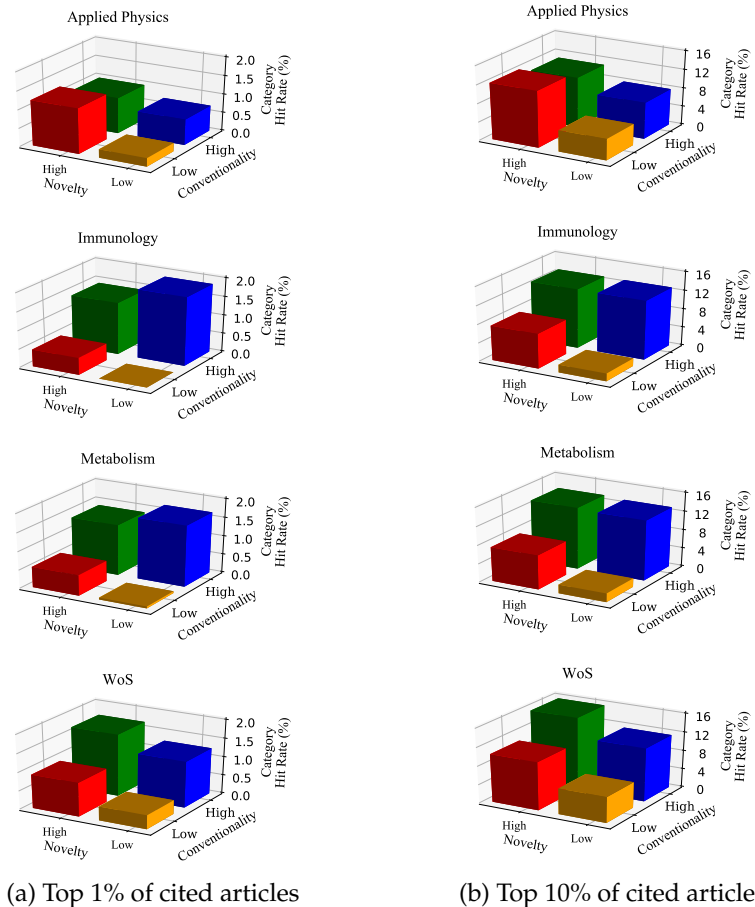 Applied Physics
2.0
1.5
1.0
0.5
0.0
Category
Hit Rate (%)
High
Low
Novelty
Low
High
Conventionality
Immunology
2.0
1.5
1.0
0.5
0.0
Category
Hit Rate (%)
High
Low
Novelty
Low
High
Conventionality
Metabolism
2.0
1.5
1.0
0.5
0.0
Category
Hit Rate (%)
High
Low
Novelty
Low
High
Conventionality
WoS
2.0
1.5
1.0
0.5
0.0
Category
Hit Rate (%)
High
Low
Novelty
Low
High
Conventionality
(a) Top 1% of cited articles
Applied Physics
16
12
8
4
0
Category
Hit Rate (%)
High
Low
Novelty
Low
High
Conventionality
Immunology
16
12
8
4
0
Category
Hit Rate (%)
High
Low
Novelty
Low
High
Conventionality
Metabolism
16
12
8
4
0
Category
Hit Rate (%)
High
Low
Novelty
Low
High
Conventionality
WoS
16
12
8
4
0
Category
Hit Rate (%)
High
Low
Novelty
Low
High
Conventionality
(b) Top 10% of cited article